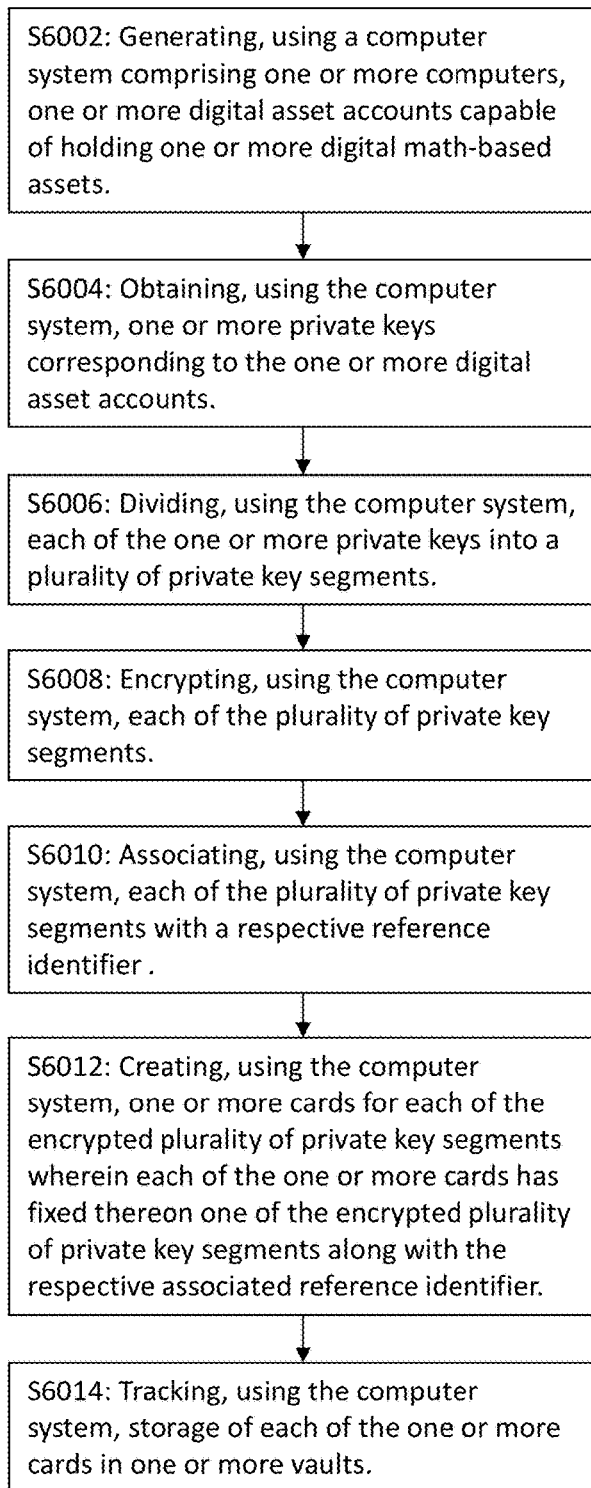 S6002: Generating, using a computer
system comprising one or more computers,
one or more digital asset accounts capable
of holding one or more digital math-based
assets.
S6004: Obtaining, using the computer
system, one or more private keys
corresponding to the one or more digital
asset accounts.
S6006: Dividing, using the computer system,
each of the one or more private keys into a
plurality of private key segments.
S6008: Encrypting, using the computer
system, each of the plurality of private key
segments.
S6010: Associating, using the computer
system, each of the plurality of private key
segments with a respective reference
identifier .
S6012: Creating, using the computer
system, one or more cards for each of the
encrypted plurality of private key segments
wherein each of the one or more cards has
fixed thereon one of the encrypted plurality
of private key segments along with the
respective associated reference identifier.
S6014: Tracking, using the computer
system, storage of each of the one or more
cards in one or more vaults.